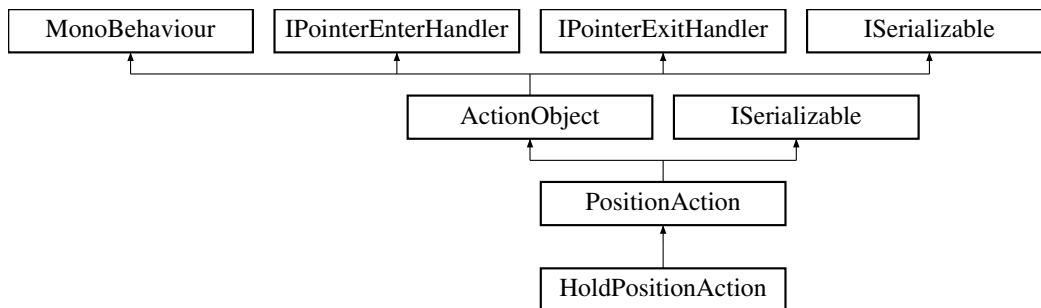 MonoBehaviour IPointerEnterHandler IPointerExitHandler ISerializable
ActionObject ISerializable
PositionAction
HoldPositionAction